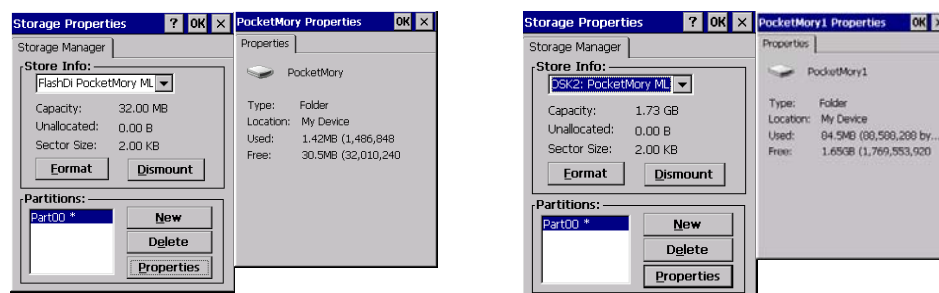 Storage Properties ? OK ×
Storage Manager
Store Info:
FlashDi PocketMory ML
Capacity: 32.00 MB
Unallocated: 0.00 B
Sector Size: 2.00 KB
Format Dismount
Partitions:
Part00 *
New
Delete
Properties
PocketMory Properties OK ×
Properties
PocketMory
Type: Folder
Location: My Device
Used: 1.42MB (1,486,848
Free: 30.5MB (32,010,240
Storage Properties ? OK ×
Storage Manager
Store Info:
DSK2: PocketMory ML
Capacity: 1.73 GB
Unallocated: 0.00 B
Sector Size: 2.00 KB
Format Dismount
Partitions:
Part00 *
New
Delete
Properties
PocketMory1 Properties OK
Properties
PocketMory1
Type: Folder
Location: My Device
Used: 84.5MB (88,588,288 by...
Free: 1.65GB (1,769,553,920